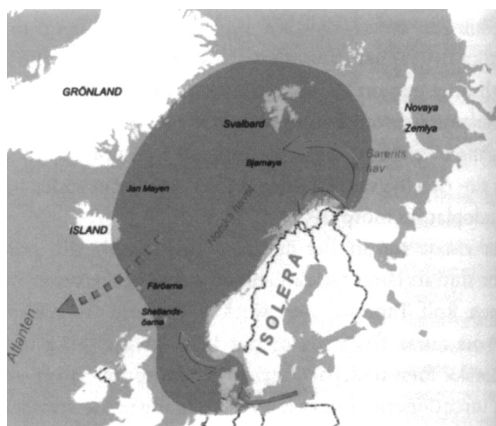 GRÖNLAND
Novaya
Zemlya
Svalbard
Barents
hav
Bjørnøya
Jan Mayen
Norska havet
ISLAND
Färöarna
Shetlands-
öarna
Atlanten
ISOLERA